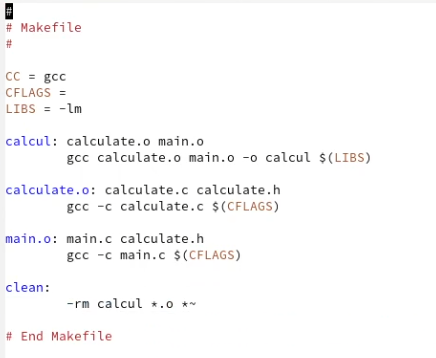 #
# Makefile
#

CC = gcc
CFLAGS =
LIBS = -lm

calcul: calculate.o main.o
        gcc calculate.o main.o -o calcul $(LIBS)

calculate.o: calculate.c calculate.h
        gcc -c calculate.c $(CFLAGS)

main.o: main.c calculate.h
        gcc -c main.c $(CFLAGS)

clean:
        -rm calcul *.o *~

# End Makefile